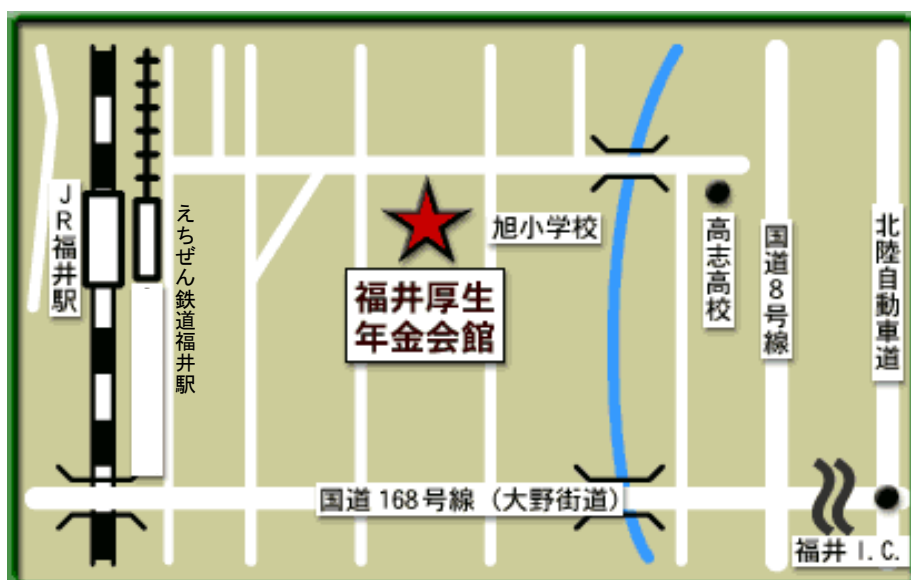 JR福井駅
えちぜん鉄道福井駅
旭小学校
福井厚生
年金会館
高志高校
国道8号線
北陸自動車道
国道168号線（大野街道）
福井 I.C.